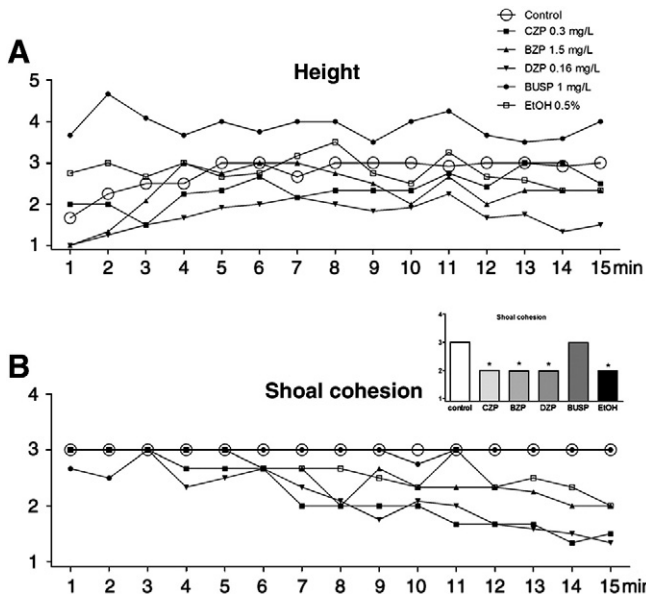 Control
CZP 0.3 mg/L
BZP 1.5 mg/L
DZP 0.16 mg/L
BUSP 1 mg/L
EtOH 0.5%
A
Height
5
4
3
2
1
1 2 3 4 5 6 7 8 9 10 11 12 13 14 15 min
Shoal cohesion
4
3
2
1
* * * *
control CZP BZP DZP BUSP EtOH
B
Shoal cohesion
4
3
2
1
1 2 3 4 5 6 7 8 9 10 11 12 13 14 15 min